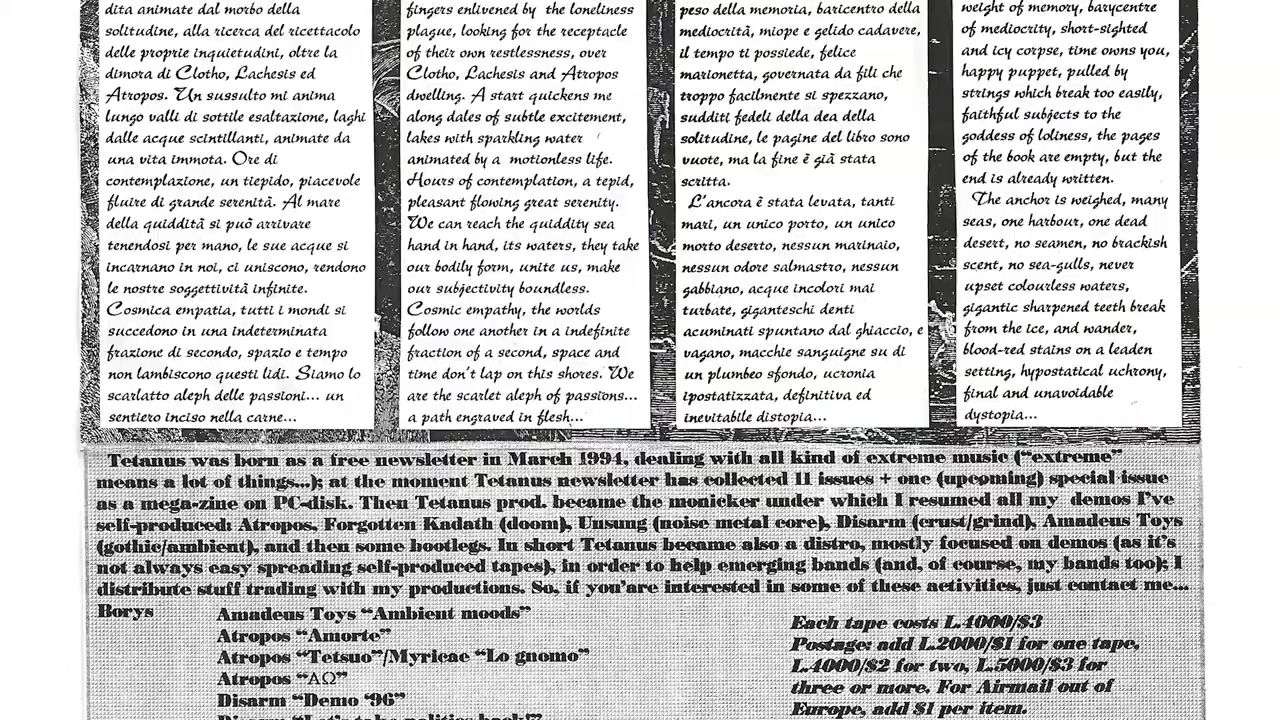 dita animate dal morbo della
solitudine, alla ricerca del ricettacolo
delle proprie inquietudini, oltre la
dimora di Clotho, Lachesis ed
Atropos. Un sussulto mi anima
lungo valli di sottile esaltazione, laghi
dalle acque scintillanti, animate da
una vita immota. Ore di
contemplazione, un tiepido, piacevole
fluire di grande serenità. Al mare
della quiddità si può arrivare
tenendosi per mano, le sue acque si
incarnano in noi, ci uniscono, rendono
le nostre soggettività infinite.
Cosmica empatia, tutti i mondi si
succedono in una indeterminata
frazione di secondo, spazio e tempo
non lambiscono questi lidi. Siamo lo
scarlatto aleph delle passioni... un
sentiero inciso nella carne...
fingers enlivened by the loneliness
plague, looking for the receptacle
of their own restlessness, over
Clotho, Lachesis and Atropos
dwelling. A start quickens me
along dales of subtle excitement,
lakes with sparkling water
animated by a motionless life.
Hours of contemplation, a tepid,
pleasant flowing great serenity.
We can reach the quiddity sea
hand in hand, its waters, they take
our bodily form, unite us, make
our subjectivity boundless.
Cosmic empathy, the worlds
follow one another in a indefinite
fraction of a second, space and
time don't lap on this shores. We
are the scarlet aleph of passions...
a path engraved in flesh...
peso della memoria, baricentro della
mediocrità, miope e gelido cadavere,
il tempo ti possiede, felice
marionetta, governata da fili che
troppo facilmente si spezzano,
sudditi fedeli della dea della
solitudine, le pagine del libro sono
vuote, ma la fine è già stata
scritta.
L'ancora è stata levata, tanti
mari, un unico porto, un unico
morto deserto, nessun marinaio,
nessun odore salmastro, nessun
gabbiano, acque incolori mai
turbate, giganteschi denti
acuminati spuntano dal ghiaccio, e
vagano, macchie sanguigne su di
un plumbeo sfondo, ucronia
ipostatizzata, definitiva ed
inevitabile distopia...
weight of memory, barycentre
of mediocrity, short-sighted
and icy corpse, time owns you,
happy puppet, pulled by
strings which break too easily,
faithful subjects to the
goddess of loliness, the pages
of the book are empty, but the
end is already written.
The anchor is weighed, many
seas, one harbour, one dead
desert, no seamen, no brackish
scent, no sea-gulls, never
upset colourless waters,
gigantic sharpened teeth break
from the ice, and wander,
blood-red stains on a leaden
setting, hypostatical uchrony,
final and unavoidable
dystopia...
Tetanus was born as a free newsletter in March 1994, dealing with all kind of extreme music ("extreme"
means a lot of things...); at the moment Tetanus newsletter has collected 11 issues + one (upcoming) special issue
as a mega-zine on PC-disk. Then Tetanus prod. became the monicker under which I resumed all my demos I've
self-produced: Atropos, Forgotten Kadath (doom), Unsung (noise metal core), Disarm (crust/grind), Amadeus Toys
(gothic/ambient), and then some bootlegs. In short Tetanus became also a distro, mostly focused on demos (as it's
not always easy spreading self-produced tapes), in order to help emerging bands (and, of course, my bands too); I
distribute stuff trading with my productions. So, if you're interested in some of these activities, just contact me...
Borys
Amadeus Toys "Ambient moods"
Atropos "Amorte"
Atropos "Tetsuo"/Myricae "Lo gnomo"
Atropos "ΑΩ"
Disarm "Demo '96"
Disarm "Let's take politics back!"
Each tape costs L.4000/$3
Postage: add L.2000/$1 for one tape,
L.4000/$2 for two, L.5000/$3 for
three or more. For Airmail out of
Europe, add $1 per item.